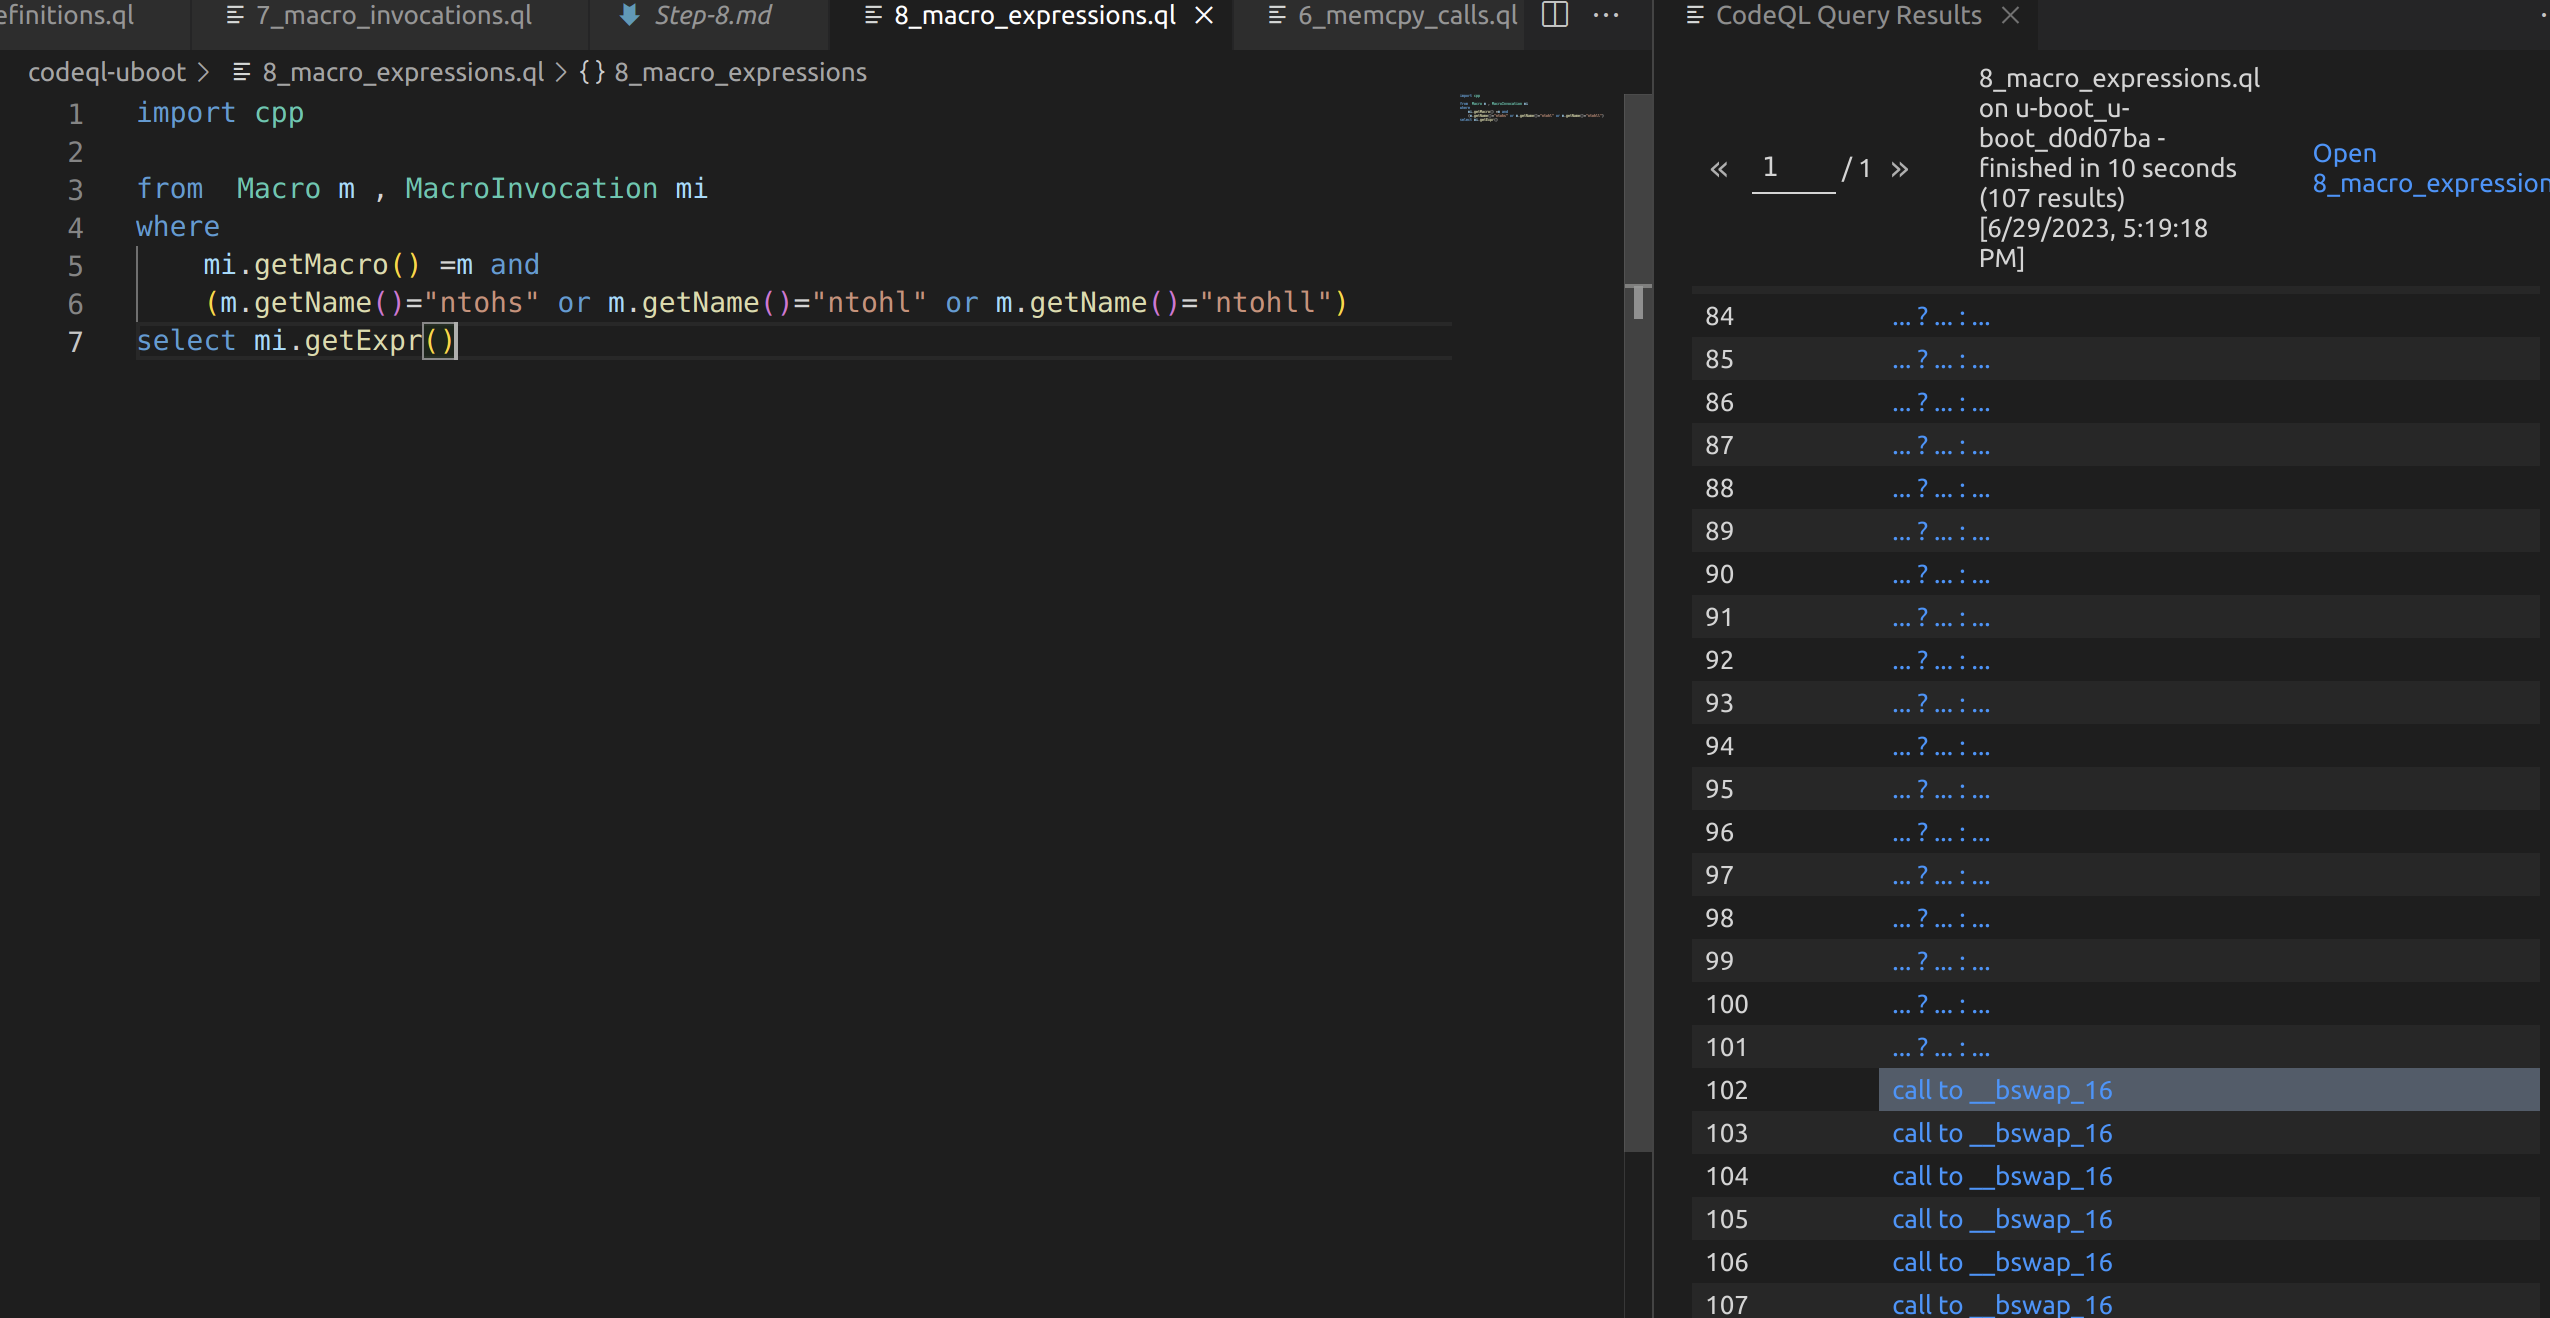 efinitions.ql
7_macro_invocations.ql
Step-8.md
8_macro_expressions.ql
6_memcpy_calls.ql
CodeQL Query Results
codeql-uboot > 8_macro_expressions.ql > {} 8_macro_expressions
1 import cpp
2
3 from  Macro m , MacroInvocation mi
4 where
5     mi.getMacro() =m and
6     (m.getName()="ntohs" or m.getName()="ntohl" or m.getName()="ntohll")
7 select mi.getExpr()
« 1 / 1 »
8_macro_expressions.ql
on u-boot_u-
boot_d0d07ba -
finished in 10 seconds
(107 results)
[6/29/2023, 5:19:18
PM]
Open
8_macro_expression
84 ... ? ... : ...
85 ... ? ... : ...
86 ... ? ... : ...
87 ... ? ... : ...
88 ... ? ... : ...
89 ... ? ... : ...
90 ... ? ... : ...
91 ... ? ... : ...
92 ... ? ... : ...
93 ... ? ... : ...
94 ... ? ... : ...
95 ... ? ... : ...
96 ... ? ... : ...
97 ... ? ... : ...
98 ... ? ... : ...
99 ... ? ... : ...
100 ... ? ... : ...
101 ... ? ... : ...
102 call to __bswap_16
103 call to __bswap_16
104 call to __bswap_16
105 call to __bswap_16
106 call to __bswap_16
107 call to __bswap_16